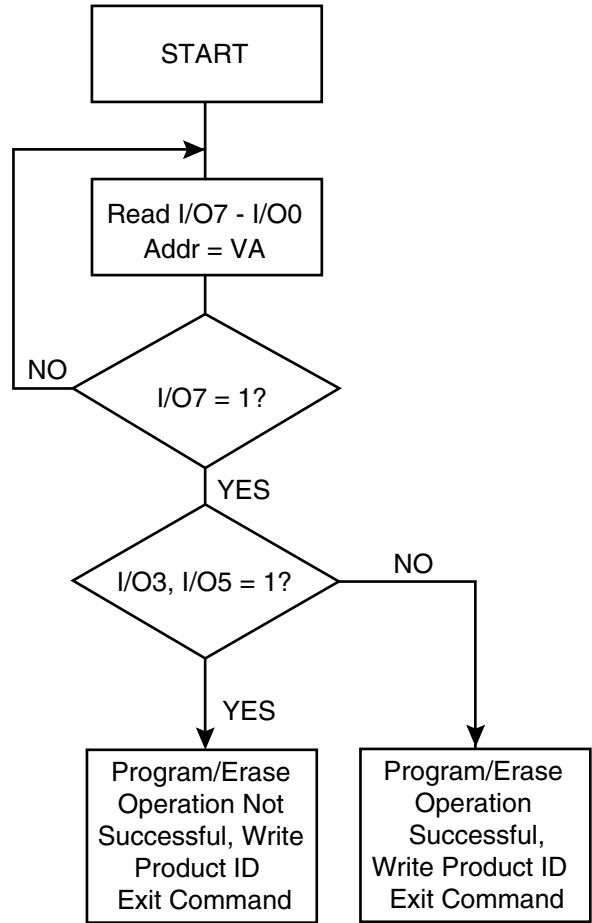 START
Read I/O7 - I/O0
Addr = VA
NO
I/O7 = 1?
YES
I/O3, I/O5 = 1?
NO
YES
Program/Erase
Operation Not
Successful, Write
Product ID
Exit Command
Program/Erase
Operation
Successful,
Write Product ID
Exit Command